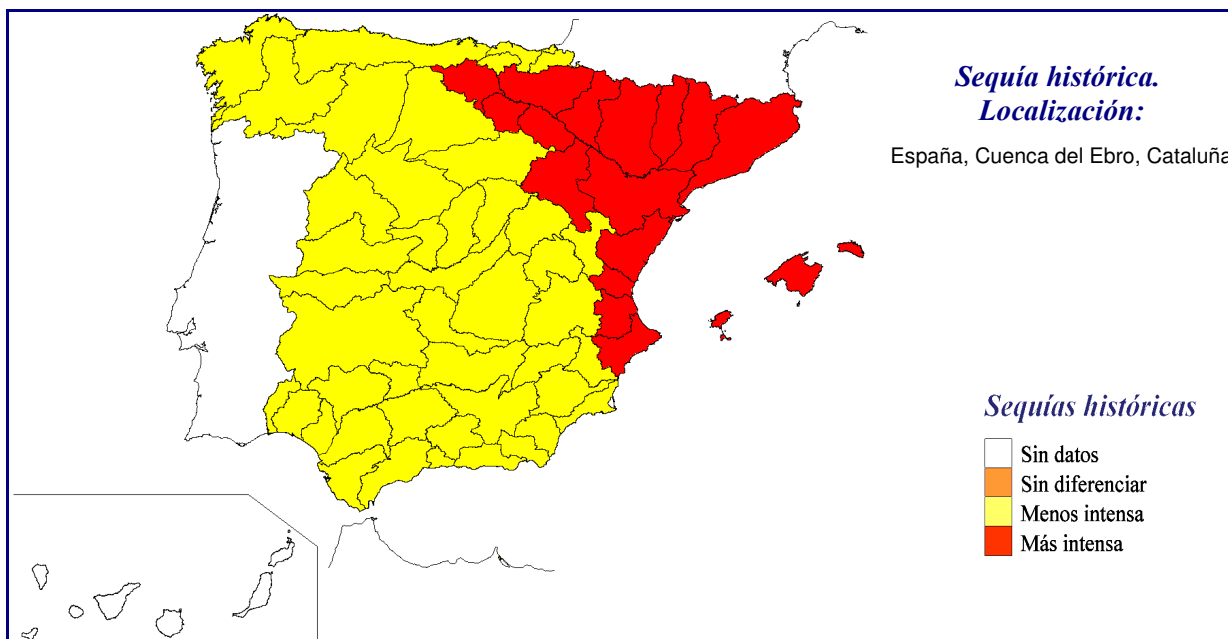 Sequía histórica.
Localización:
España, Cuenca del Ebro, Cataluña
Sequías históricas
Sin datos
Sin diferenciar
Menos intensa
Más intensa